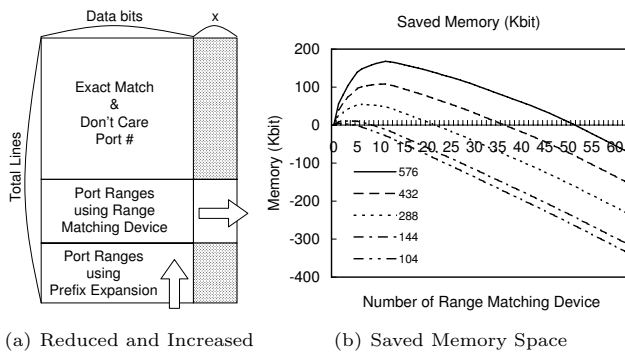 Data bits
x
Total Lines
Exact Match
&
Don't Care
Port #
Port Ranges
using Range
Matching Device
Port Ranges
using
Prefix Expansion
(a) Reduced and Increased
Saved Memory (Kbit)
Memory (Kbit)
200
100
0
-100
-200
-300
-400
0 5 10 15 20 25 30 35 40 45 50 55 60
576
432
288
144
104
Number of Range Matching Device
(b) Saved Memory Space